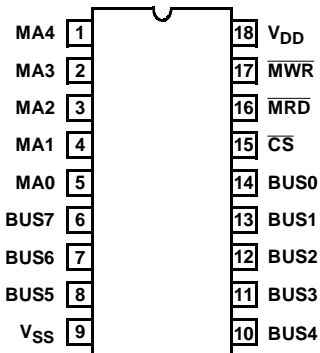 MA4 1 18 VDD
MA3 2 17 MWR
MA2 3 16 MRD
MA1 4 15 CS
MA0 5 14 BUS0
BUS7 6 13 BUS1
BUS6 7 12 BUS2
BUS5 8 11 BUS3
VSS 9 10 BUS4